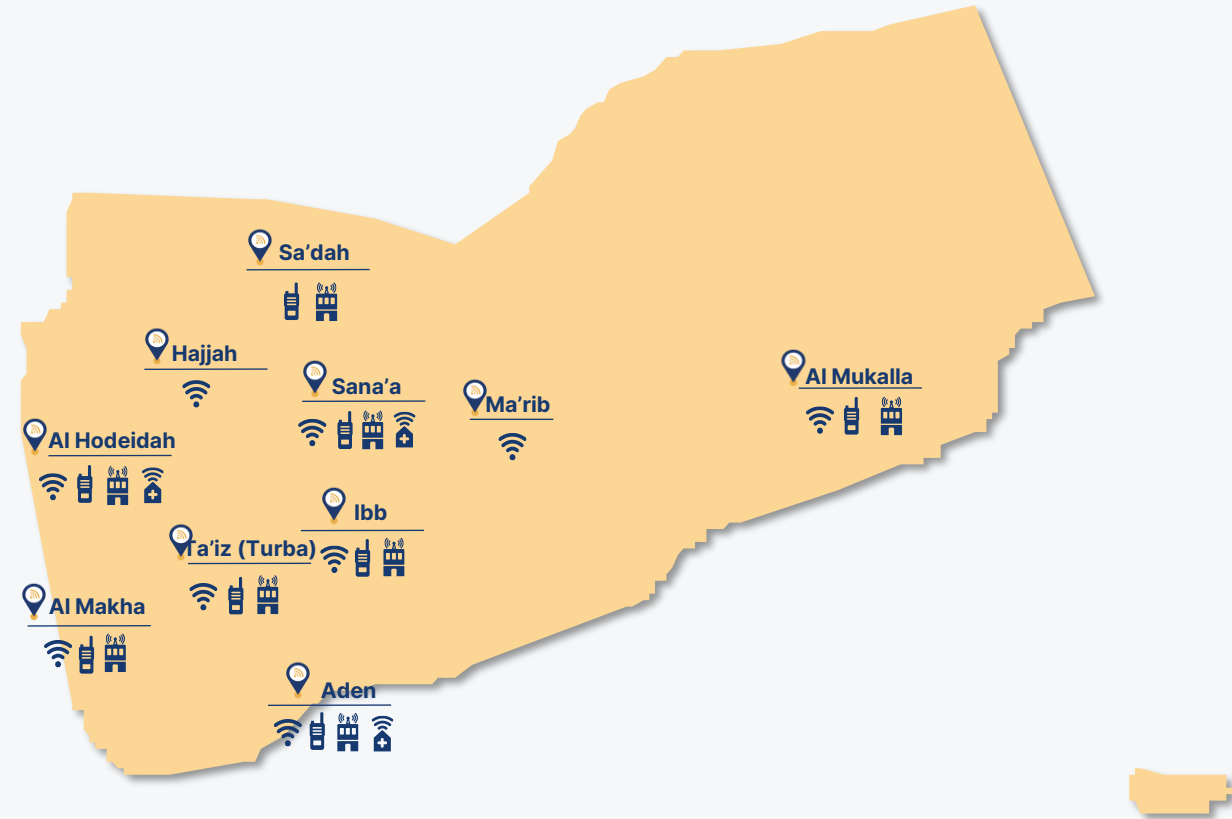 Sa’dah
Hajjah
Sana’a
Ma’rib
Al Mukalla
Al Hodeidah
Ibb
Ta’iz (Turba)
Al Makha
Aden